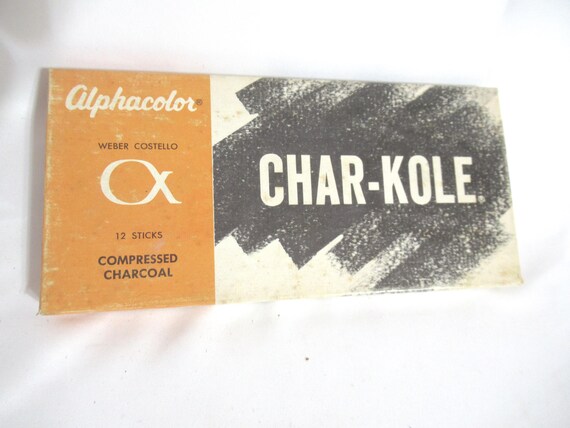 Alphacolor®
WEBER COSTELLO
α
12 STICKS
COMPRESSED
CHARCOAL
CHAR-KOLE®